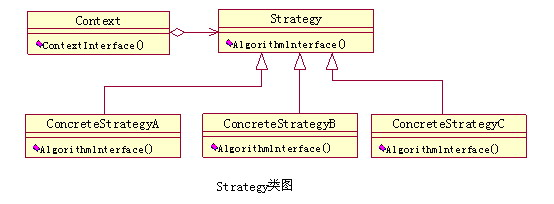 Context
ContextInterface()
Strategy
AlgorithmInterface()
ConcreteStrategyA
AlgorithmInterface()
ConcreteStrategyB
AlgorithmInterface()
ConcreteStrategyC
AlgorithmInterface()
Strategy类图